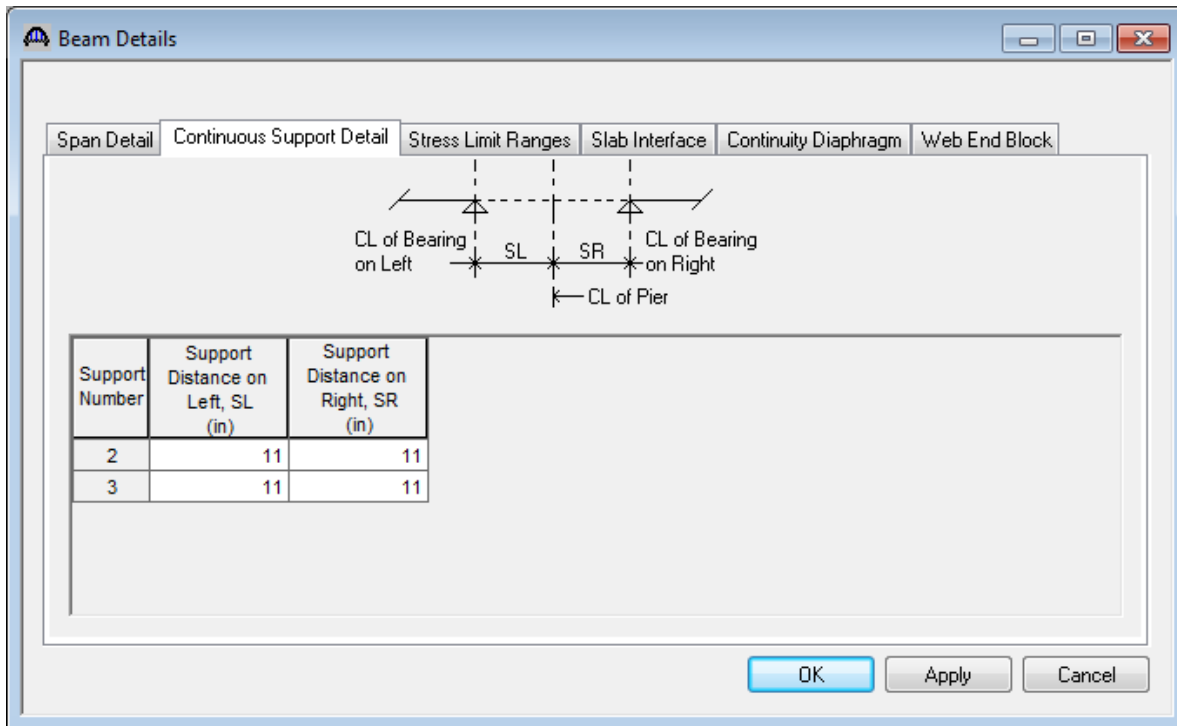 Beam Details
Span Detail Continuous Support Detail Stress Limit Ranges Slab Interface Continuity Diaphragm Web End Block
CL of Bearing
on Left
SL SR
CL of Bearing
on Right
CL of Pier
Support
Number
Support
Distance on
Left, SL
(in)
Support
Distance on
Right, SR
(in)
2 11 11
3 11 11
OK Apply Cancel